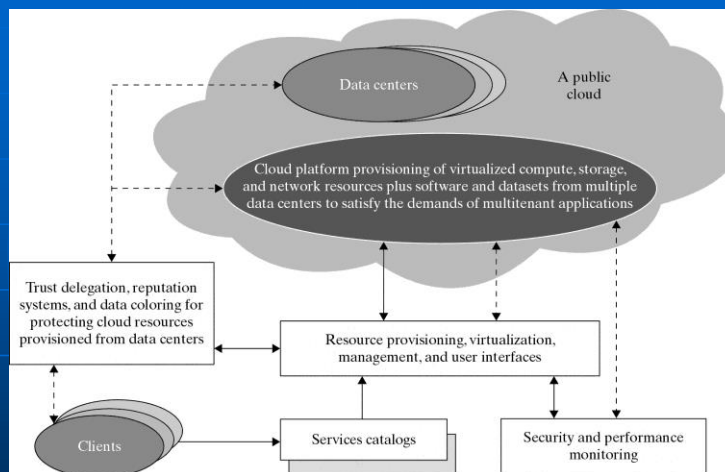 Data centers
A public
cloud
Cloud platform provisioning of virtualized compute, storage,
and network resources plus software and datasets from multiple
data centers to satisfy the demands of multitenant applications
Trust delegation, reputation
systems, and data coloring for
protecting cloud resources
provisioned from data centers
Resource provisioning, virtualization,
management, and user interfaces
Clients
Services catalogs
Security and performance
monitoring